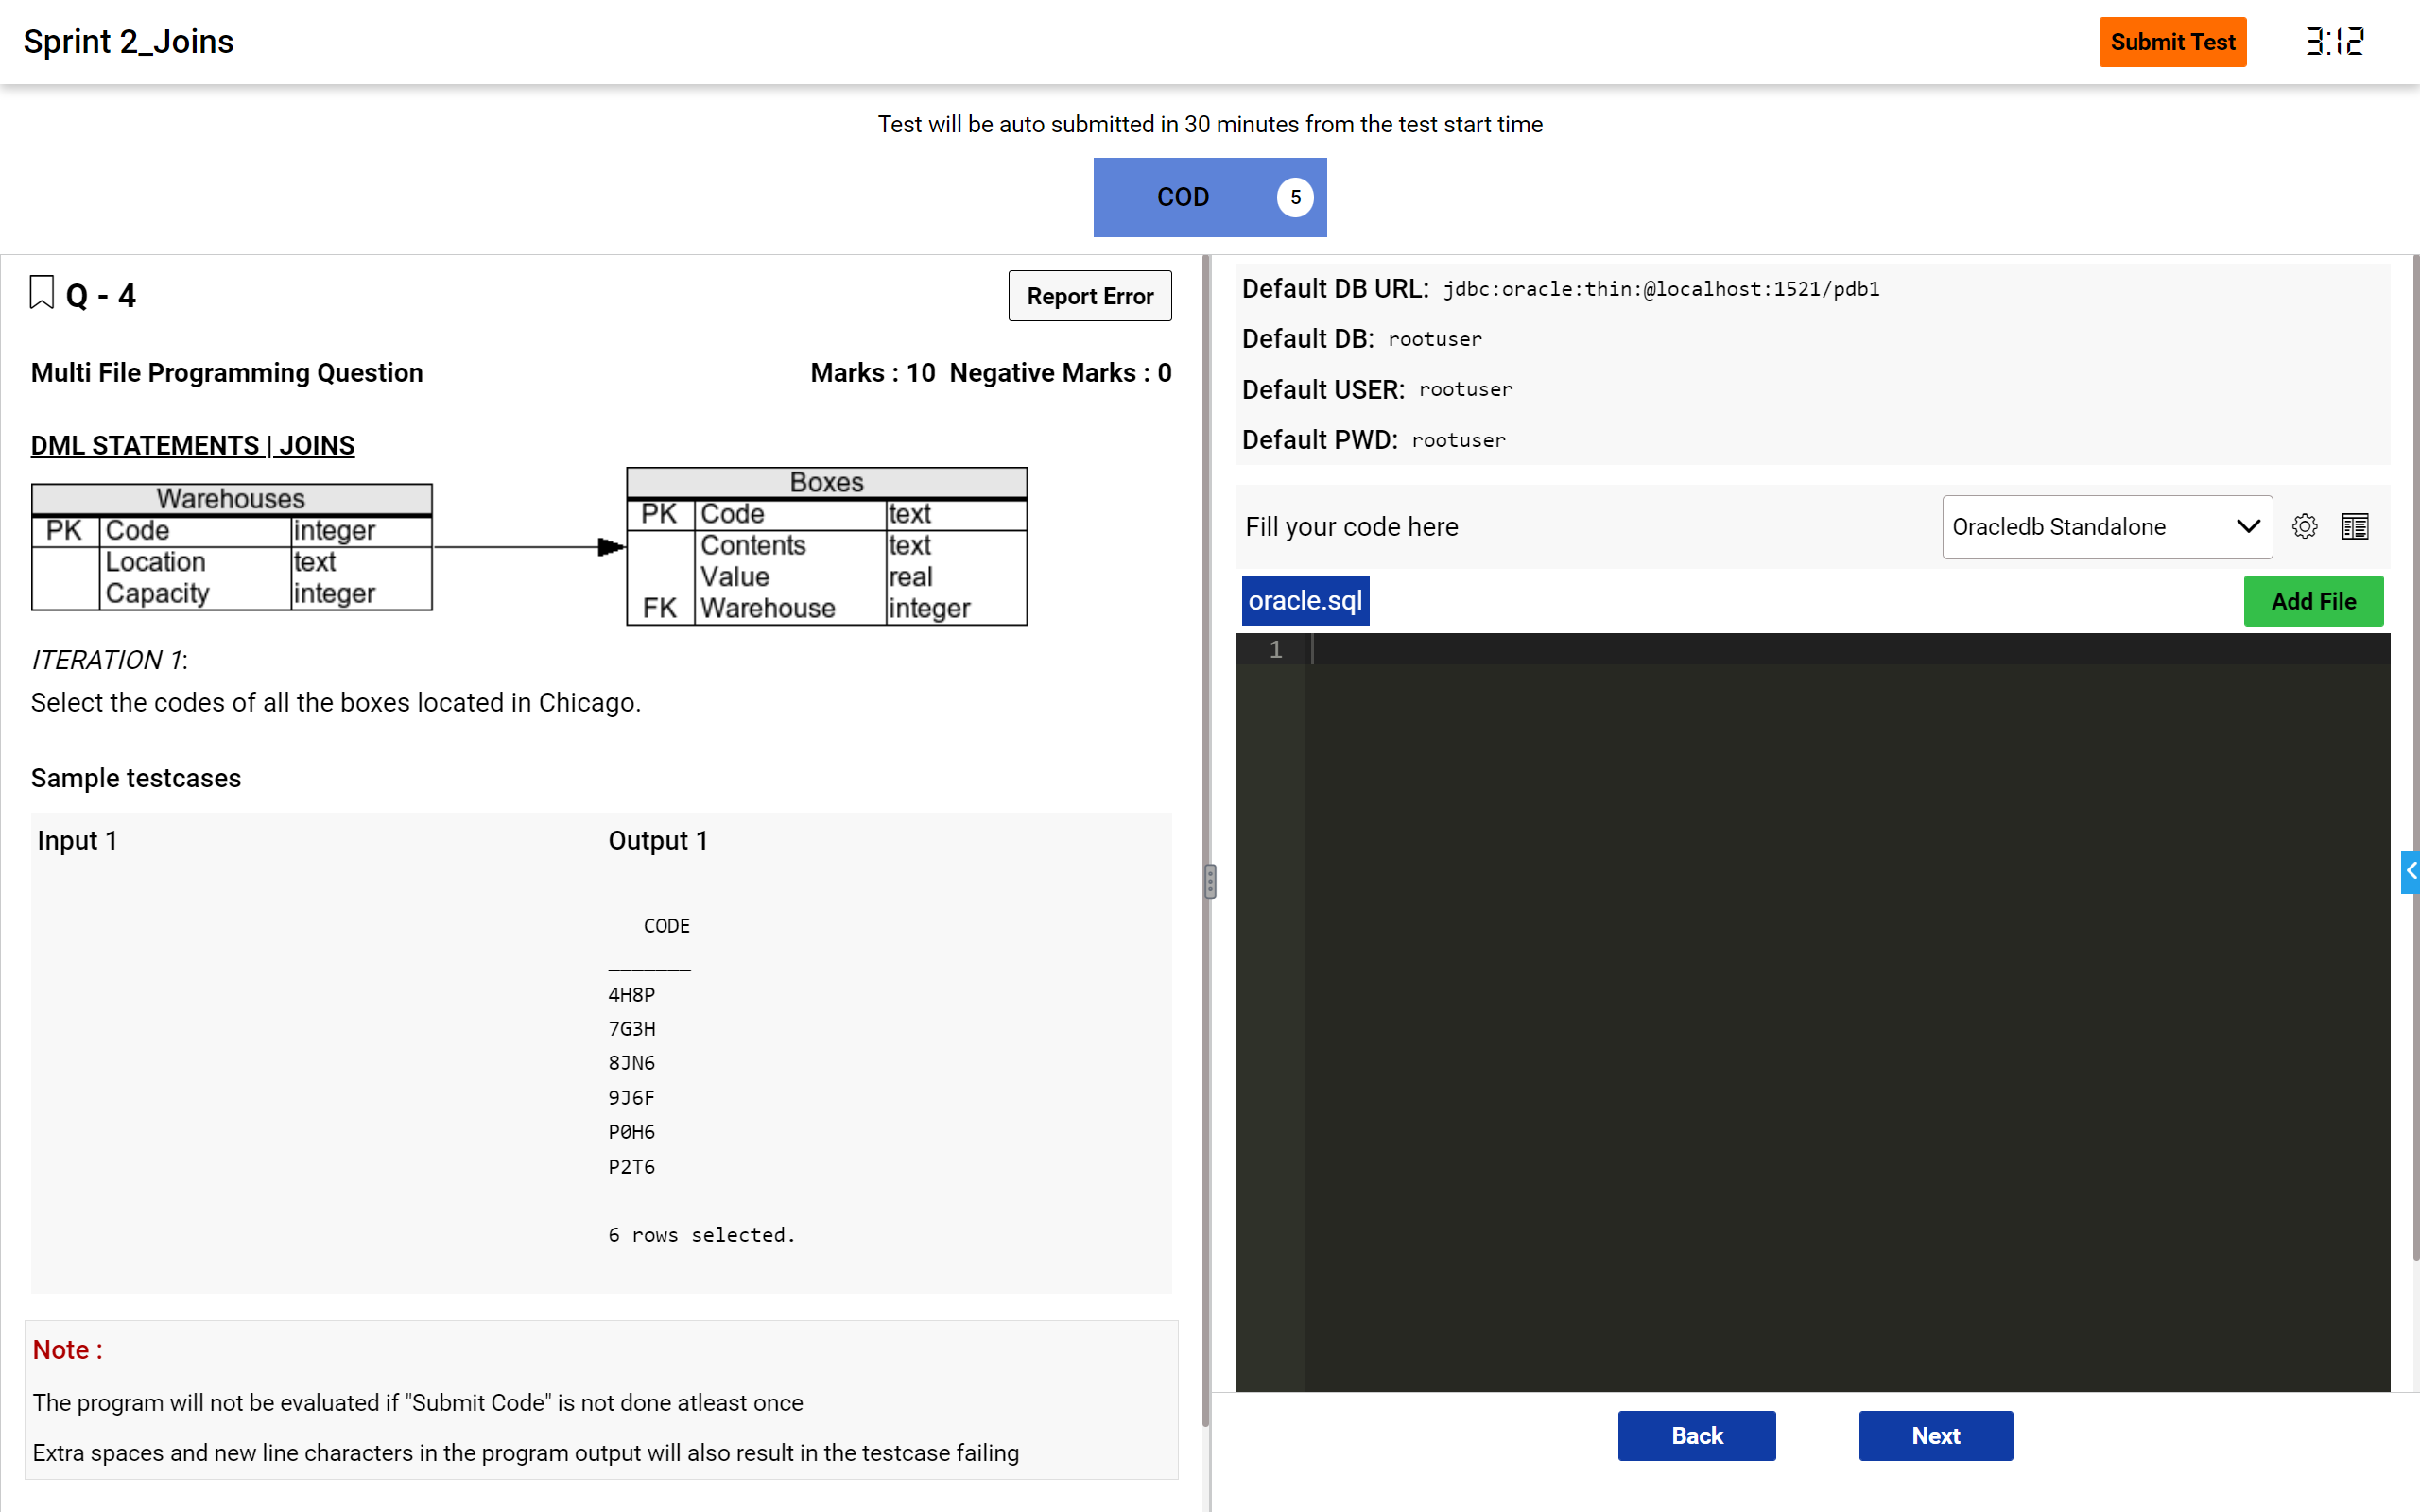 Sprint 2_Joins
Submit Test
3:12
Test will be auto submitted in 30 minutes from the test start time
COD 5
Q - 4
Report Error
Multi File Programming Question
Marks : 10 Negative Marks : 0
DML STATEMENTS | JOINS
Warehouses
PK Code integer
Location text
Capacity integer
Boxes
PK Code text
Contents text
Value real
FK Warehouse integer
ITERATION 1:
Select the codes of all the boxes located in Chicago.
Sample testcases
Input 1
Output 1
CODE
_______
4H8P
7G3H
8JN6
9J6F
P0H6
P2T6
6 rows selected.
Note :
The program will not be evaluated if "Submit Code" is not done atleast once
Extra spaces and new line characters in the program output will also result in the testcase failing
Default DB URL: jdbc:oracle:thin:@localhost:1521/pdb1
Default DB: rootuser
Default USER: rootuser
Default PWD: rootuser
Fill your code here
Oracledb Standalone
oracle.sql
Add File
1
Back
Next